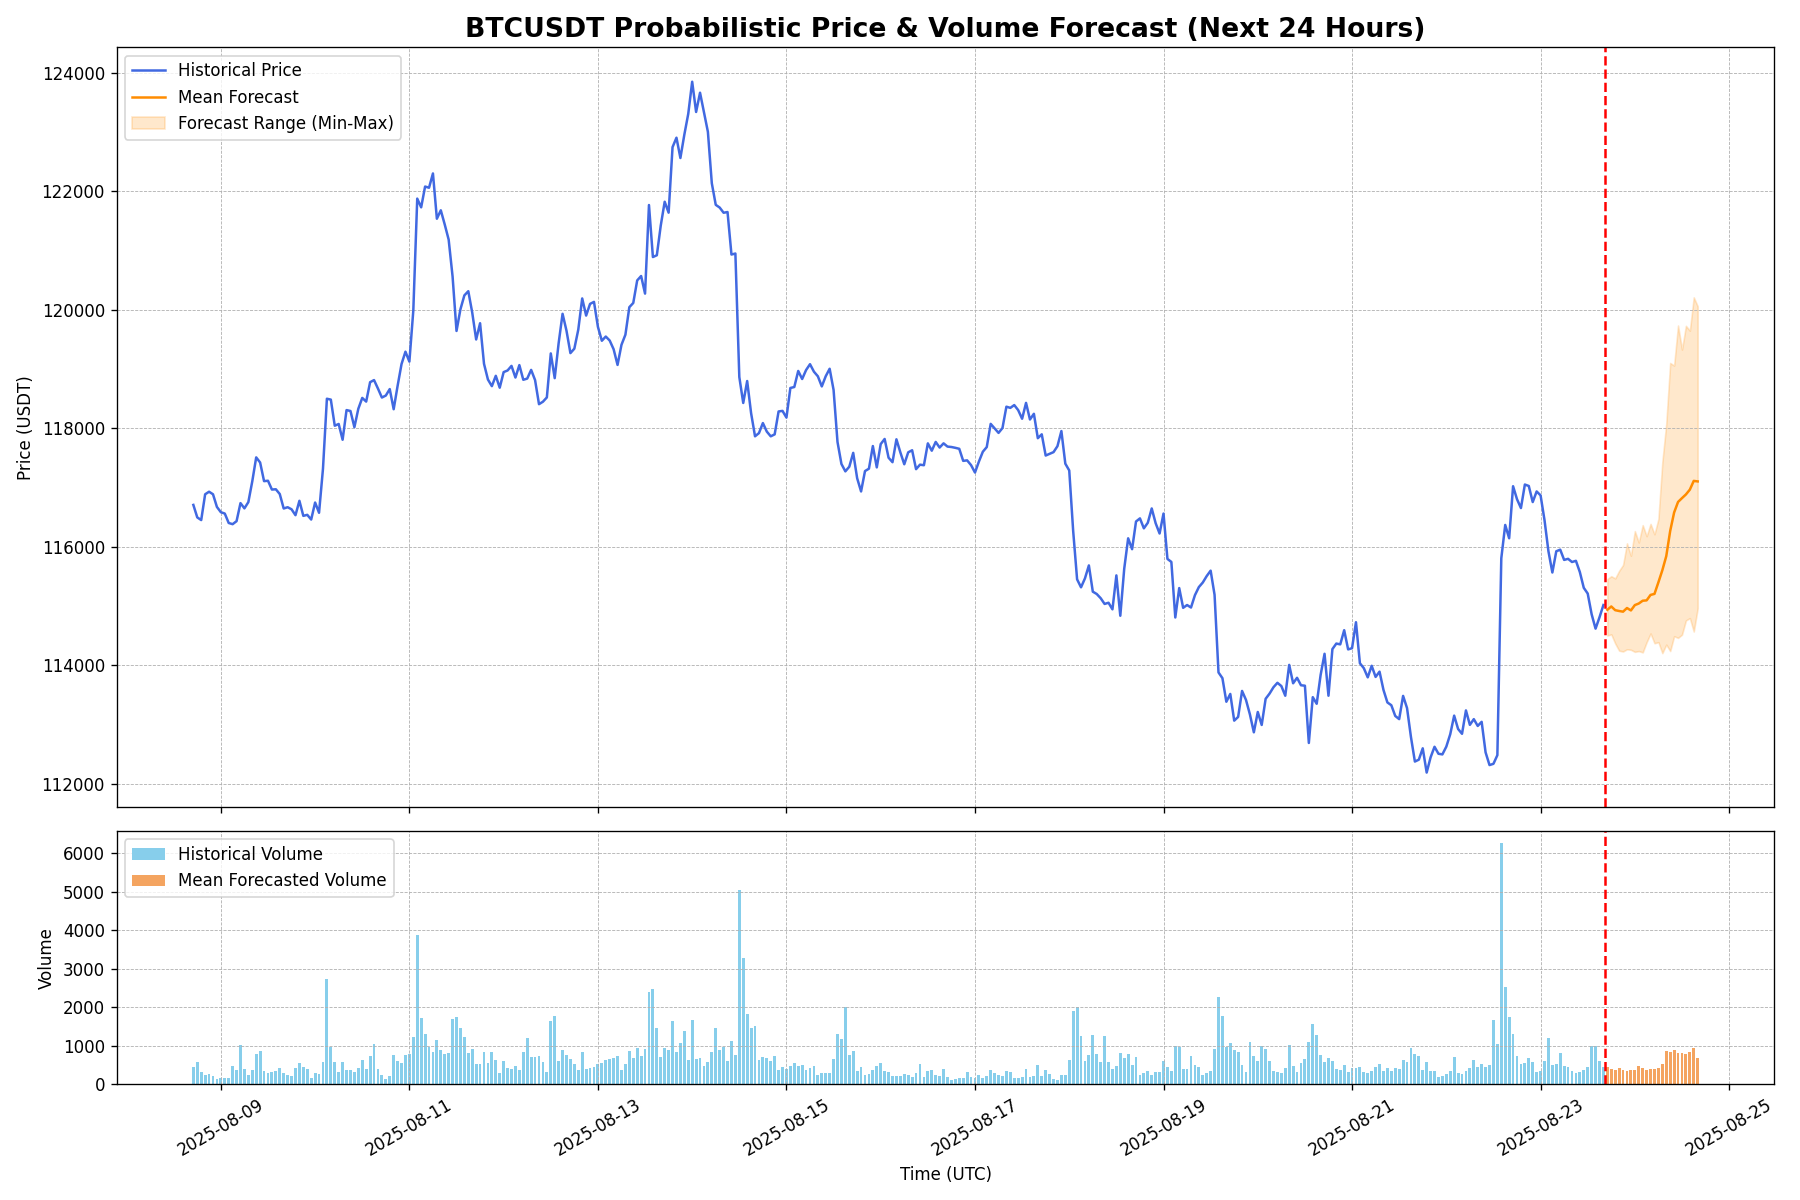 BTCUSDT Probabilistic Price & Volume Forecast (Next 24 Hours)
Historical Price
Mean Forecast
Forecast Range (Min-Max)
124000
122000
120000
118000
116000
114000
112000
Price (USDT)
Historical Volume
Mean Forecasted Volume
6000
5000
4000
3000
2000
1000
0
Volume
2025-08-09
2025-08-11
2025-08-13
2025-08-15
2025-08-17
2025-08-19
2025-08-21
2025-08-23
2025-08-25
Time (UTC)